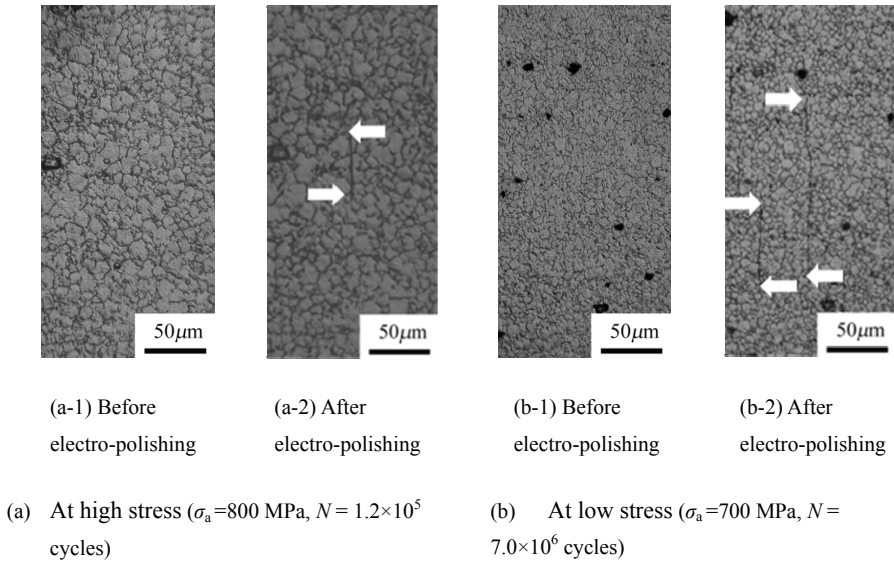 50μm
50μm
50μm
50μm
(a-1) Before
electro-polishing
(a-2) After
electro-polishing
(b-1) Before
electro-polishing
(b-2) After
electro-polishing
(a) At high stress (σa =800 MPa, N = 1.2×10⁵
cycles)
(b) At low stress (σa =700 MPa, N =
7.0×10⁶ cycles)